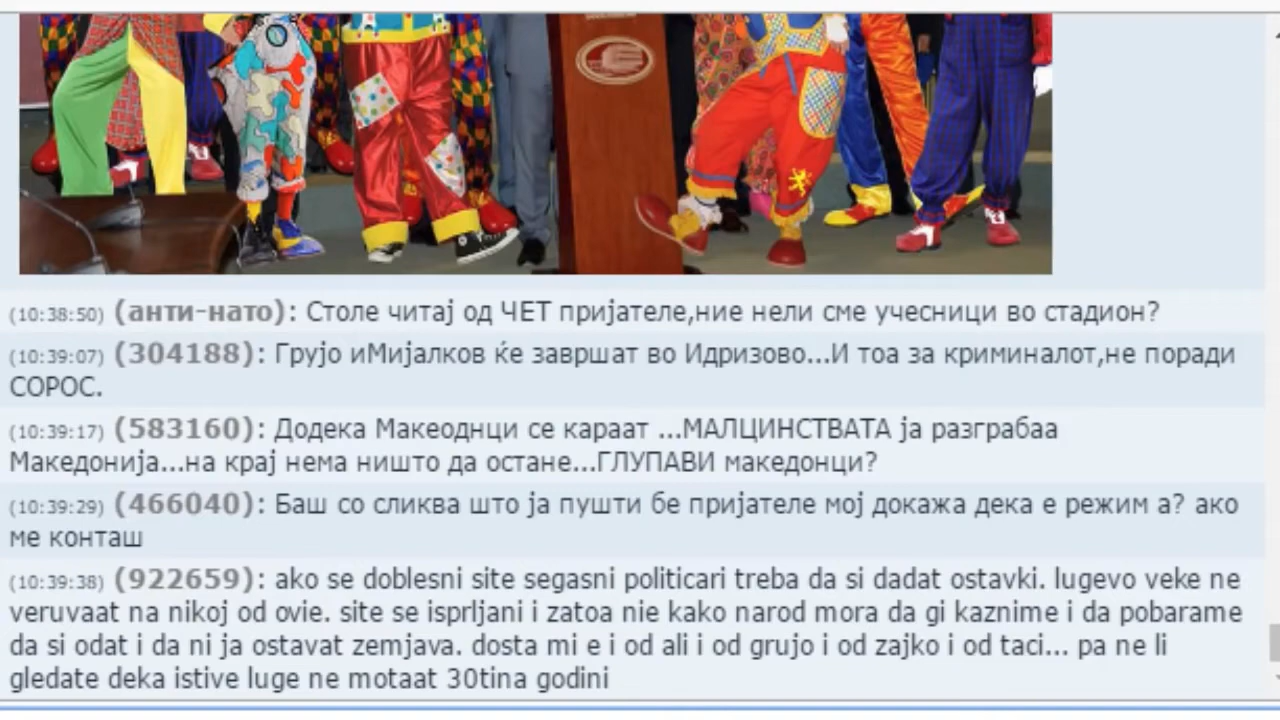 (10:38:50) (анти-нато): Столе читај од ЧЕТ пријателе,ние нели сме учесници во стадион?
(10:39:07) (304188): Грујо иМијалков ќе завршат во Идризово...И тоа за криминалот,не поради
СОРОС.
(10:39:17) (583160): Додека Макеоднци се караат ...МАЛЦИНСТВАТА ја разграбаа
Македонија...на крај нема ништо да остане...ГЛУПАВИ македонци?
(10:39:29) (466040): Баш со сликва што ја пушти бе пријателе мој докажа дека е режим а? ако
ме конташ
(10:39:38) (922659): ako se doblesni site segasni politicari treba da si dadat ostavki. lugevo veke ne
veruvaat na nikoj od ovie. site se isprljani i zatoa nie kako narod mora da gi kaznime i da pobarame
da si odat i da ni ja ostavat zemjava. dosta mi e i od ali i od grujo i od zajko i od taci... pa ne li
gledate deka istive luge ne motaat 30tina godini